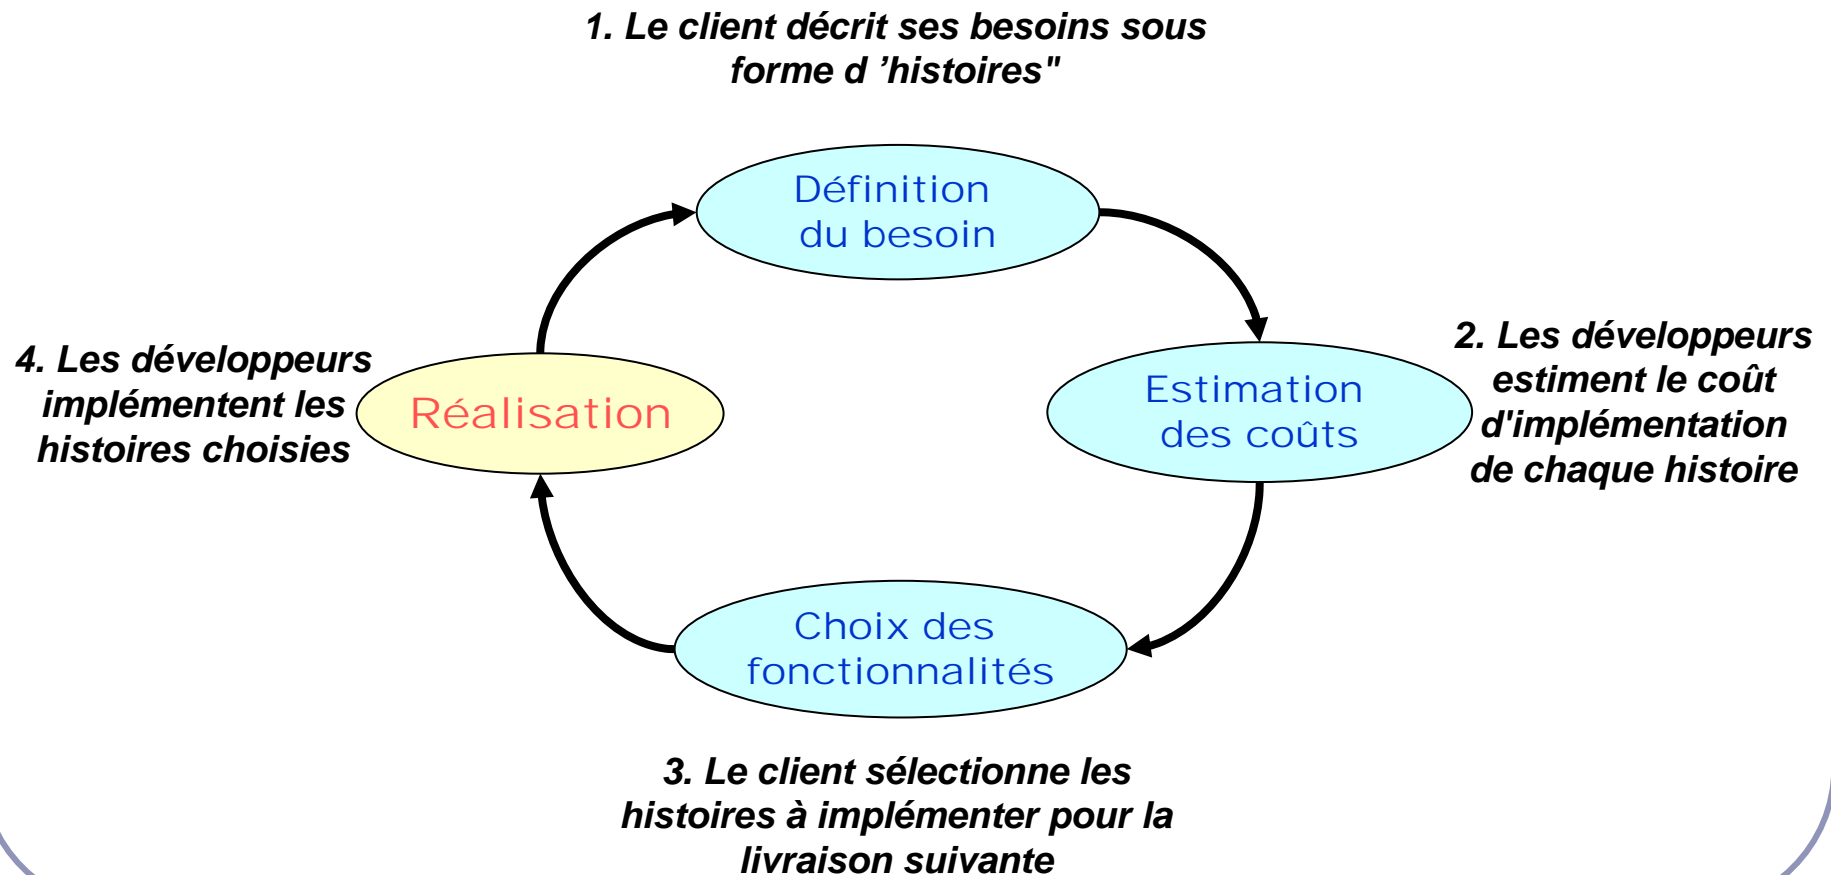 1. Le client décrit ses besoins sous
forme d ’histoires"
Définition
du besoin
2. Les développeurs
estiment le coût
d'implémentation
de chaque histoire
Estimation
des coûts
4. Les développeurs
implémentent les
histoires choisies
Réalisation
Choix des
fonctionnalités
3. Le client sélectionne les
histoires à implémenter pour la
livraison suivante